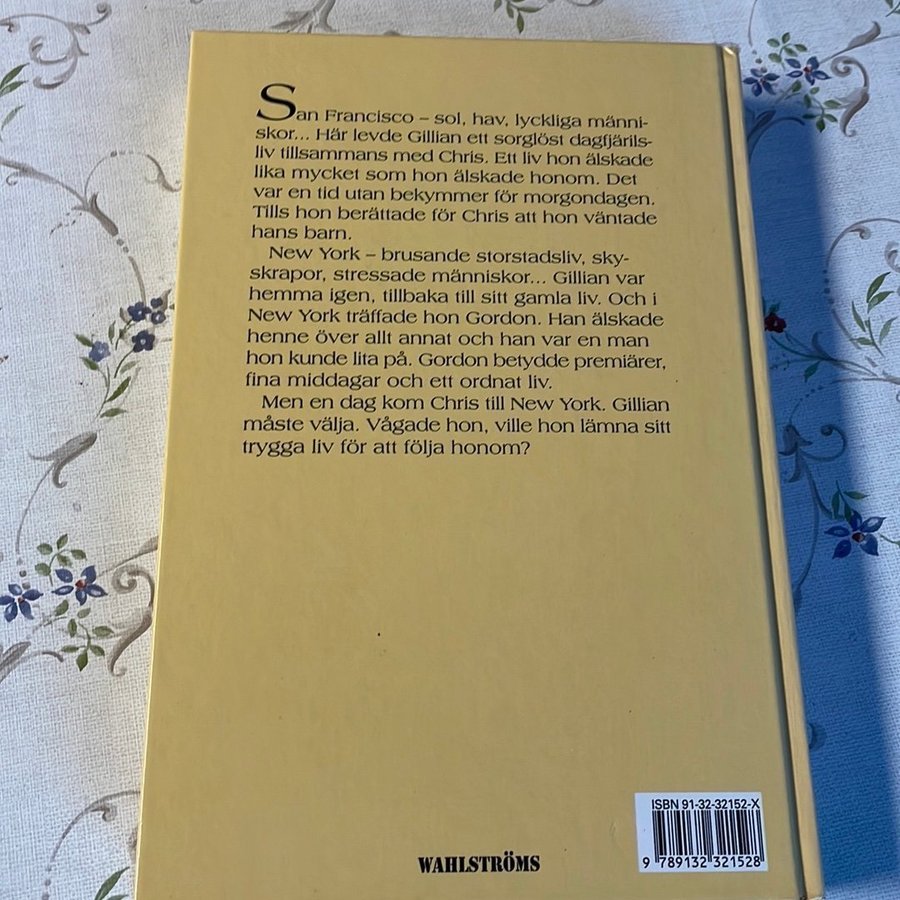 San Francisco – sol, hav, lyckliga männi-
skor... Här levde Gillian ett sorglöst dagfjärils-
liv tillsammans med Chris. Ett liv hon älskade
lika mycket som hon älskade honom. Det
var en tid utan bekymmer för morgondagen.
Tills hon berättade för Chris att hon väntade
hans barn.
New York – brusande storstadsliv, sky-
skrapor, stressade människor... Gillian var
hemma igen, tillbaka till sitt gamla liv. Och i
New York träffade hon Gordon. Han älskade
henne över allt annat och han var en man
hon kunde lita på. Gordon betydde premiärer,
fina middagar och ett ordnat liv.
Men en dag kom Chris till New York. Gillian
måste välja. Vågade hon, ville hon lämna sitt
trygga liv för att följa honom?
ISBN 91-32-32152-X
9 789132 321528
WAHLSTRÖMS